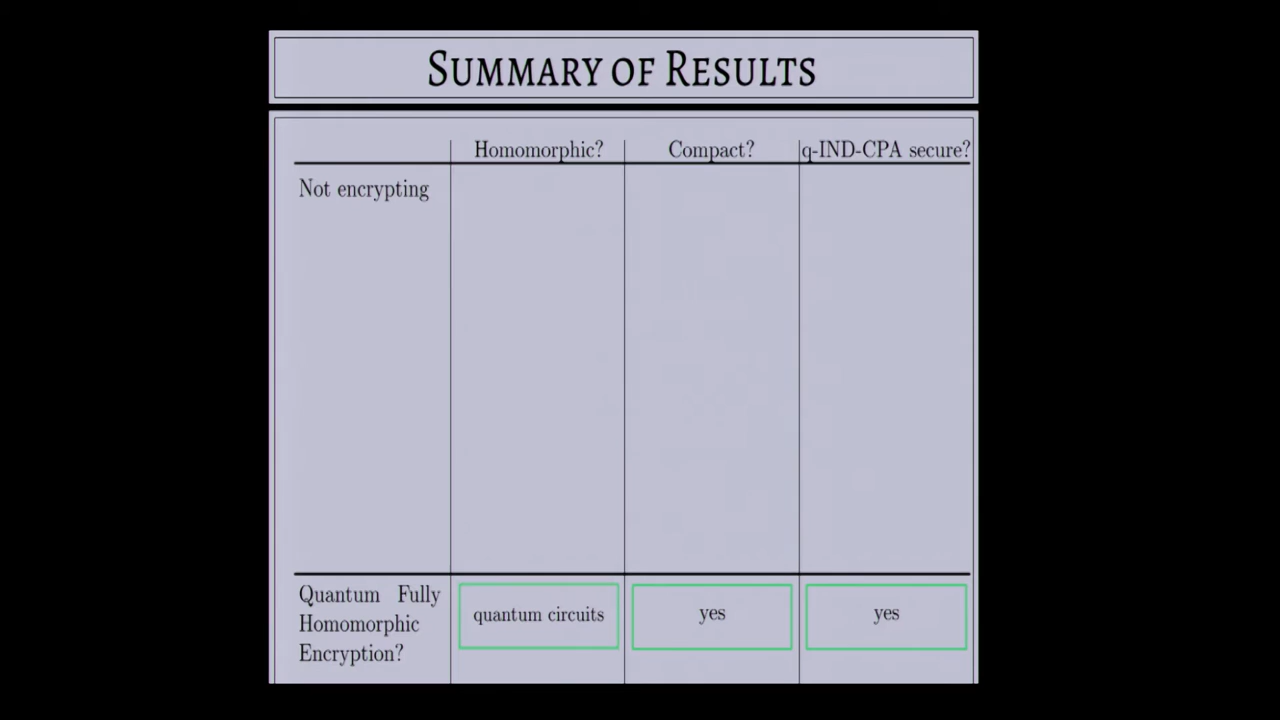 SUMMARY OF RESULTS
Homomorphic? Compact? q-IND-CPA secure?
Not encrypting
Quantum Fully
Homomorphic
Encryption?
quantum circuits yes yes